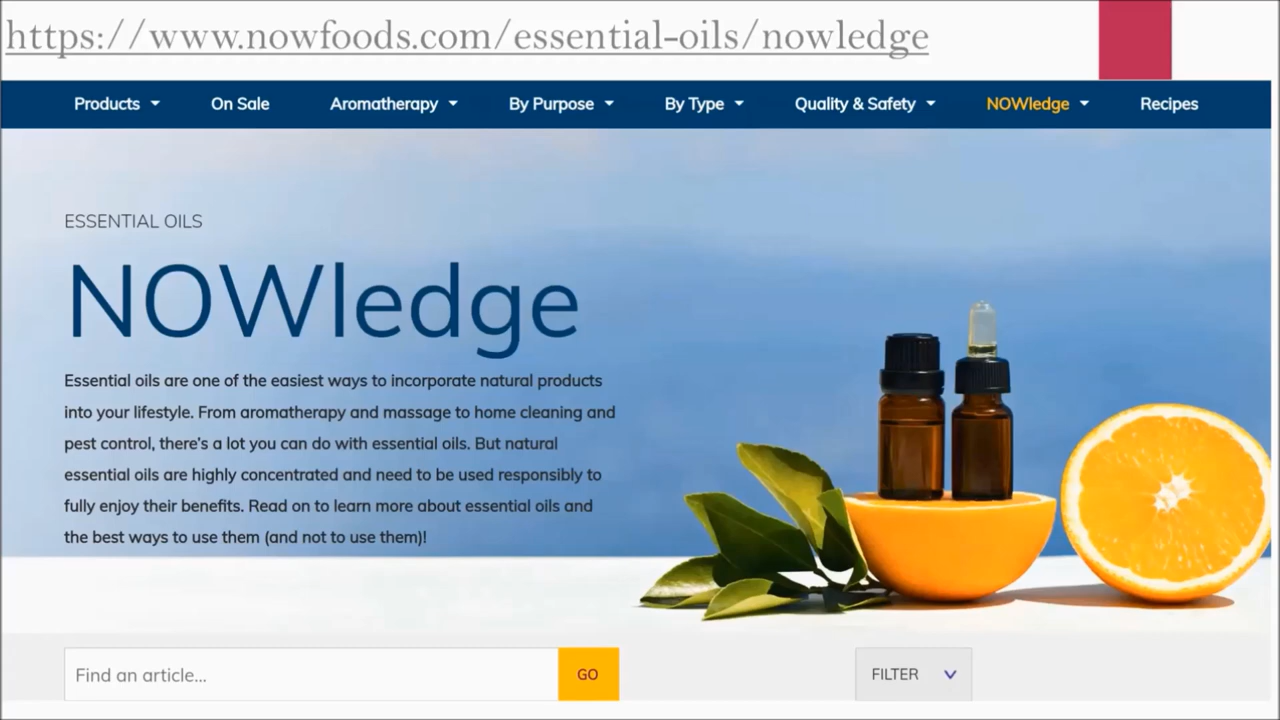 https://www.nowfoods.com/essential-oils/nowledge
Products On Sale Aromatherapy By Purpose By Type Quality & Safety NOWledge Recipes
ESSENTIAL OILS
NOWledge
Essential oils are one of the easiest ways to incorporate natural products
into your lifestyle. From aromatherapy and massage to home cleaning and
pest control, there's a lot you can do with essential oils. But natural
essential oils are highly concentrated and need to be used responsibly to
fully enjoy their benefits. Read on to learn more about essential oils and
the best ways to use them (and not to use them)!
Find an article... GO FILTER